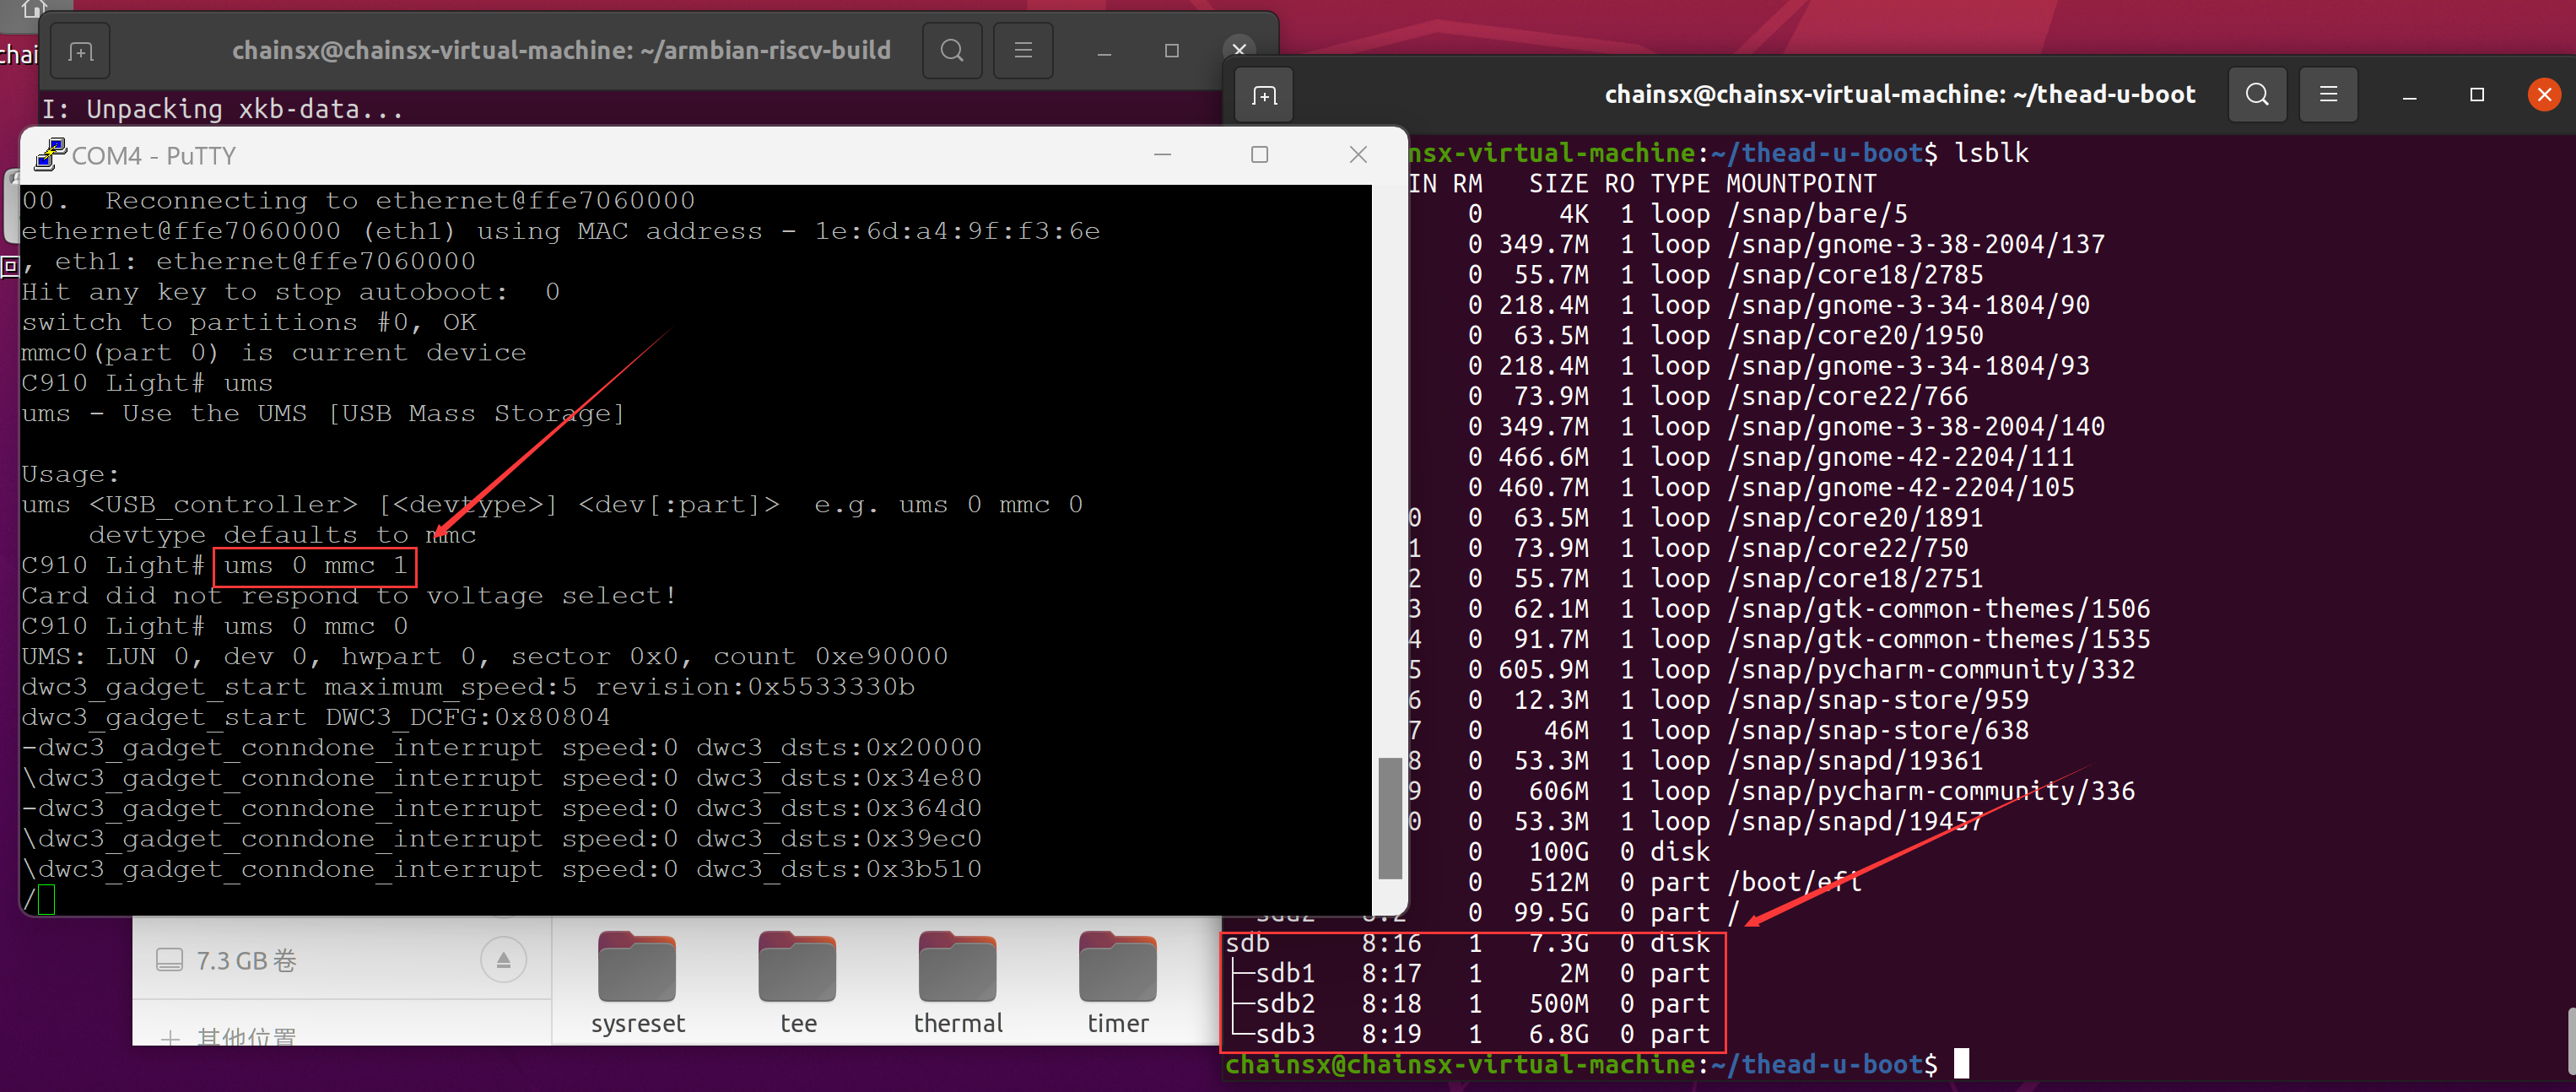 chai
chainsx@chainsx-virtual-machine: ~/armbian-riscv-build
I: Unpacking xkb-data...
COM4 - PuTTY
00.  Reconnecting to ethernet@ffe7060000
ethernet@ffe7060000 (eth1) using MAC address - 1e:6d:a4:9f:f3:6e
, eth1: ethernet@ffe7060000
Hit any key to stop autoboot:  0
switch to partitions #0, OK
mmc0(part 0) is current device
C910 Light# ums
ums - Use the UMS [USB Mass Storage]
Usage:
ums <USB_controller> [<devtype>] <dev[:part]>  e.g. ums 0 mmc 0
    devtype defaults to mmc
C910 Light# ums 0 mmc 1
Card did not respond to voltage select!
C910 Light# ums 0 mmc 0
UMS: LUN 0, dev 0, hwpart 0, sector 0x0, count 0xe90000
dwc3_gadget_start maximum_speed:5 revision:0x5533330b
dwc3_gadget_start DWC3_DCFG:0x80804
-dwc3_gadget_conndone_interrupt speed:0 dwc3_dsts:0x20000
\dwc3_gadget_conndone_interrupt speed:0 dwc3_dsts:0x34e80
-dwc3_gadget_conndone_interrupt speed:0 dwc3_dsts:0x364d0
\dwc3_gadget_conndone_interrupt speed:0 dwc3_dsts:0x39ec0
\dwc3_gadget_conndone_interrupt speed:0 dwc3_dsts:0x3b510
/
7.3 GB 卷
其他位置
sysreset
tee
thermal
timer
chainsx@chainsx-virtual-machine: ~/thead-u-boot
nsx-virtual-machine:~/thead-u-boot$ lsblk
IN RM   SIZE RO TYPE MOUNTPOINT
0    4K  1 loop /snap/bare/5
0 349.7M  1 loop /snap/gnome-3-38-2004/137
0  55.7M  1 loop /snap/core18/2785
0 218.4M  1 loop /snap/gnome-3-34-1804/90
0  63.5M  1 loop /snap/core20/1950
0 218.4M  1 loop /snap/gnome-3-34-1804/93
0  73.9M  1 loop /snap/core22/766
0 349.7M  1 loop /snap/gnome-3-38-2004/140
0 466.6M  1 loop /snap/gnome-42-2204/111
0 460.7M  1 loop /snap/gnome-42-2204/105
0   0  63.5M  1 loop /snap/core20/1891
1   0  73.9M  1 loop /snap/core22/750
2   0  55.7M  1 loop /snap/core18/2751
3   0  62.1M  1 loop /snap/gtk-common-themes/1506
4   0  91.7M  1 loop /snap/gtk-common-themes/1535
5   0 605.9M  1 loop /snap/pycharm-community/332
6   0  12.3M  1 loop /snap/snap-store/959
7   0    46M  1 loop /snap/snap-store/638
8   0  53.3M  1 loop /snap/snapd/19361
9   0   606M  1 loop /snap/pycharm-community/336
0   0  53.3M  1 loop /snap/snapd/19457
0   100G  0 disk
0   512M  0 part /boot/efi
0  99.5G  0 part /
sdb      8:16   1   7.3G  0 disk
├─sdb1   8:17   1     2M  0 part
├─sdb2   8:18   1   500M  0 part
└─sdb3   8:19   1   6.8G  0 part
chainsx@chainsx-virtual-machine:~/thead-u-boot$